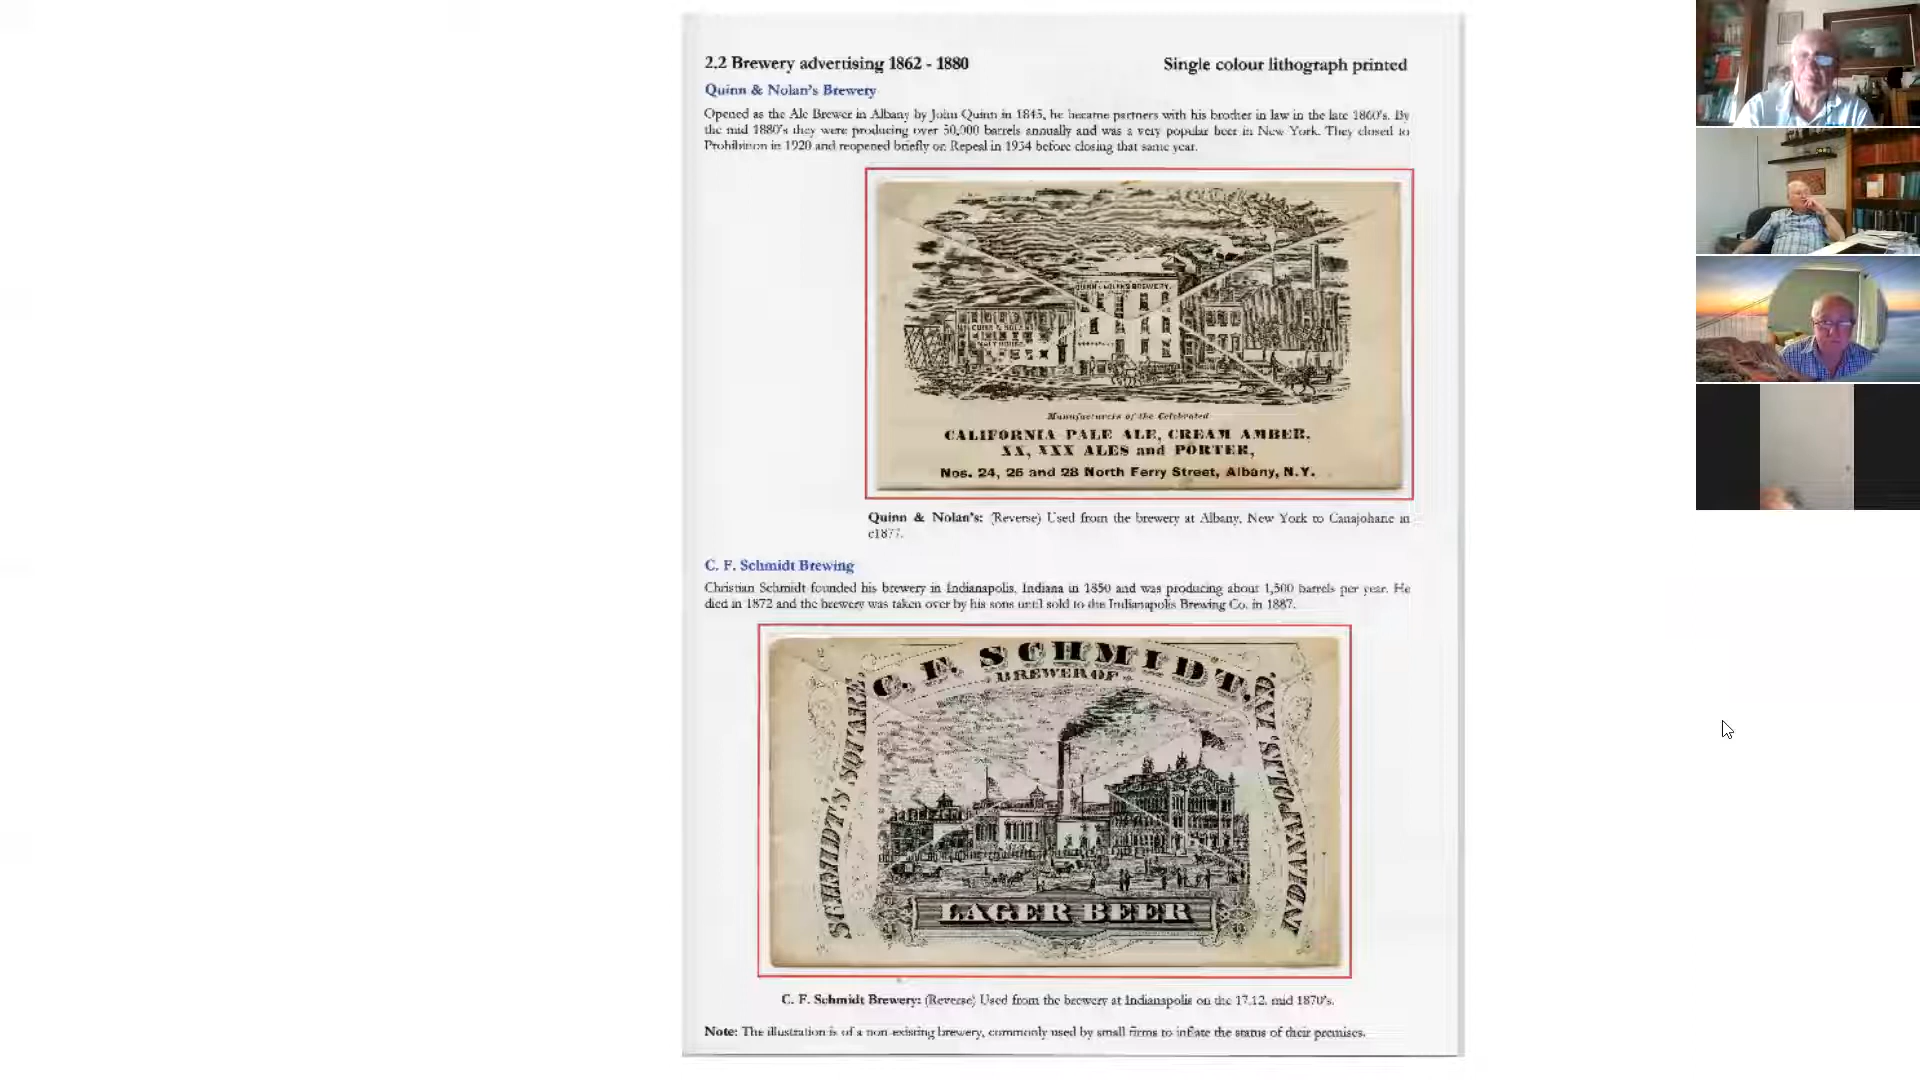 2.2 Brewery advertising 1862 - 1880
Single colour lithograph printed
Quinn & Nolan's Brewery
Opened as the Ale Brewer in Albany by John Quinn in 1845, he became partners with his brother in law in the late 1860's. By
the mid 1880's they were producing over 50,000 barrels annually and was a very popular beer in New York. They closed to
Prohibition in 1920 and reopened briefly on Repeal in 1934 before closing that same year.
QUINN & NOLAN'S BREWERY.
QUINN & NOLAN
MALT HOUSE
Manufacturers of the Celebrated
CALIFORNIA PALE ALE, CREAM AMBER,
XX, XXX ALES and PORTER,
Nos. 24, 26 and 28 North Ferry Street, Albany, N.Y.
Quinn & Nolan's: (Reverse) Used from the brewery at Albany, New York to Canajoharie in
c1877.
C. F. Schmidt Brewing
Christian Schmidt founded his brewery in Indianapolis, Indiana in 1850 and was producing about 1,500 barrels per year. He
died in 1872 and the brewery was taken over by his sons until sold to the Indianapolis Brewing Co. in 1887.
C. F. SCHMIDT.
BREWER OF
SCHMIDT'S SQUARE,
INDIANAPOLIS, IND.
LAGER BEER
C. F. Schmidt Brewery: (Reverse) Used from the brewery at Indianapolis on the 17.12. mid 1870's.
Note: The illustration is of a non-existing brewery, commonly used by small firms to inflate the status of their premises.